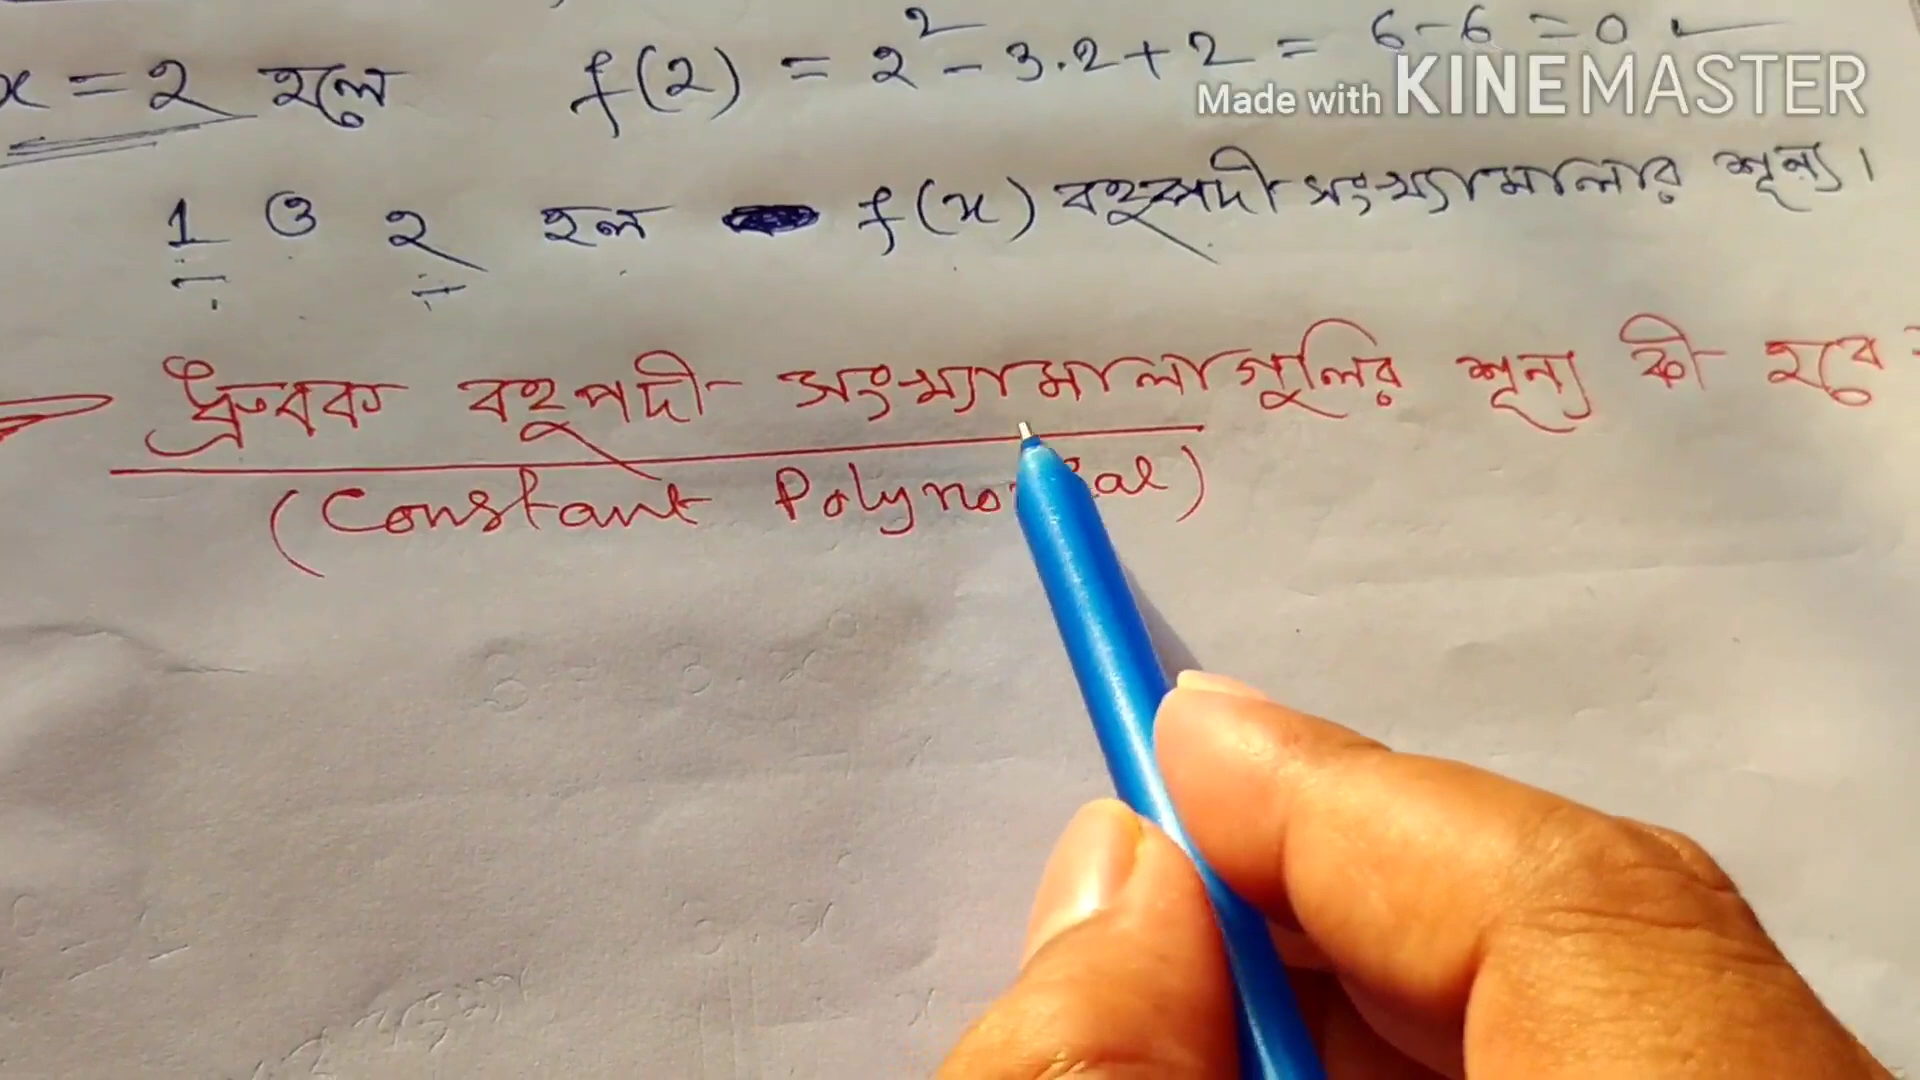 x = 2 হলে f(2) = 2² - 3.2 + 2 = 6 - 6 = 0
Made with KINEMASTER
1 ও 2 হল f(x) বহুপদী সংখ্যামালার শূন্য।
ধ্রুবক বহুপদী সংখ্যামালাগুলির শূন্য কী হবে
(Constant Polynomial)